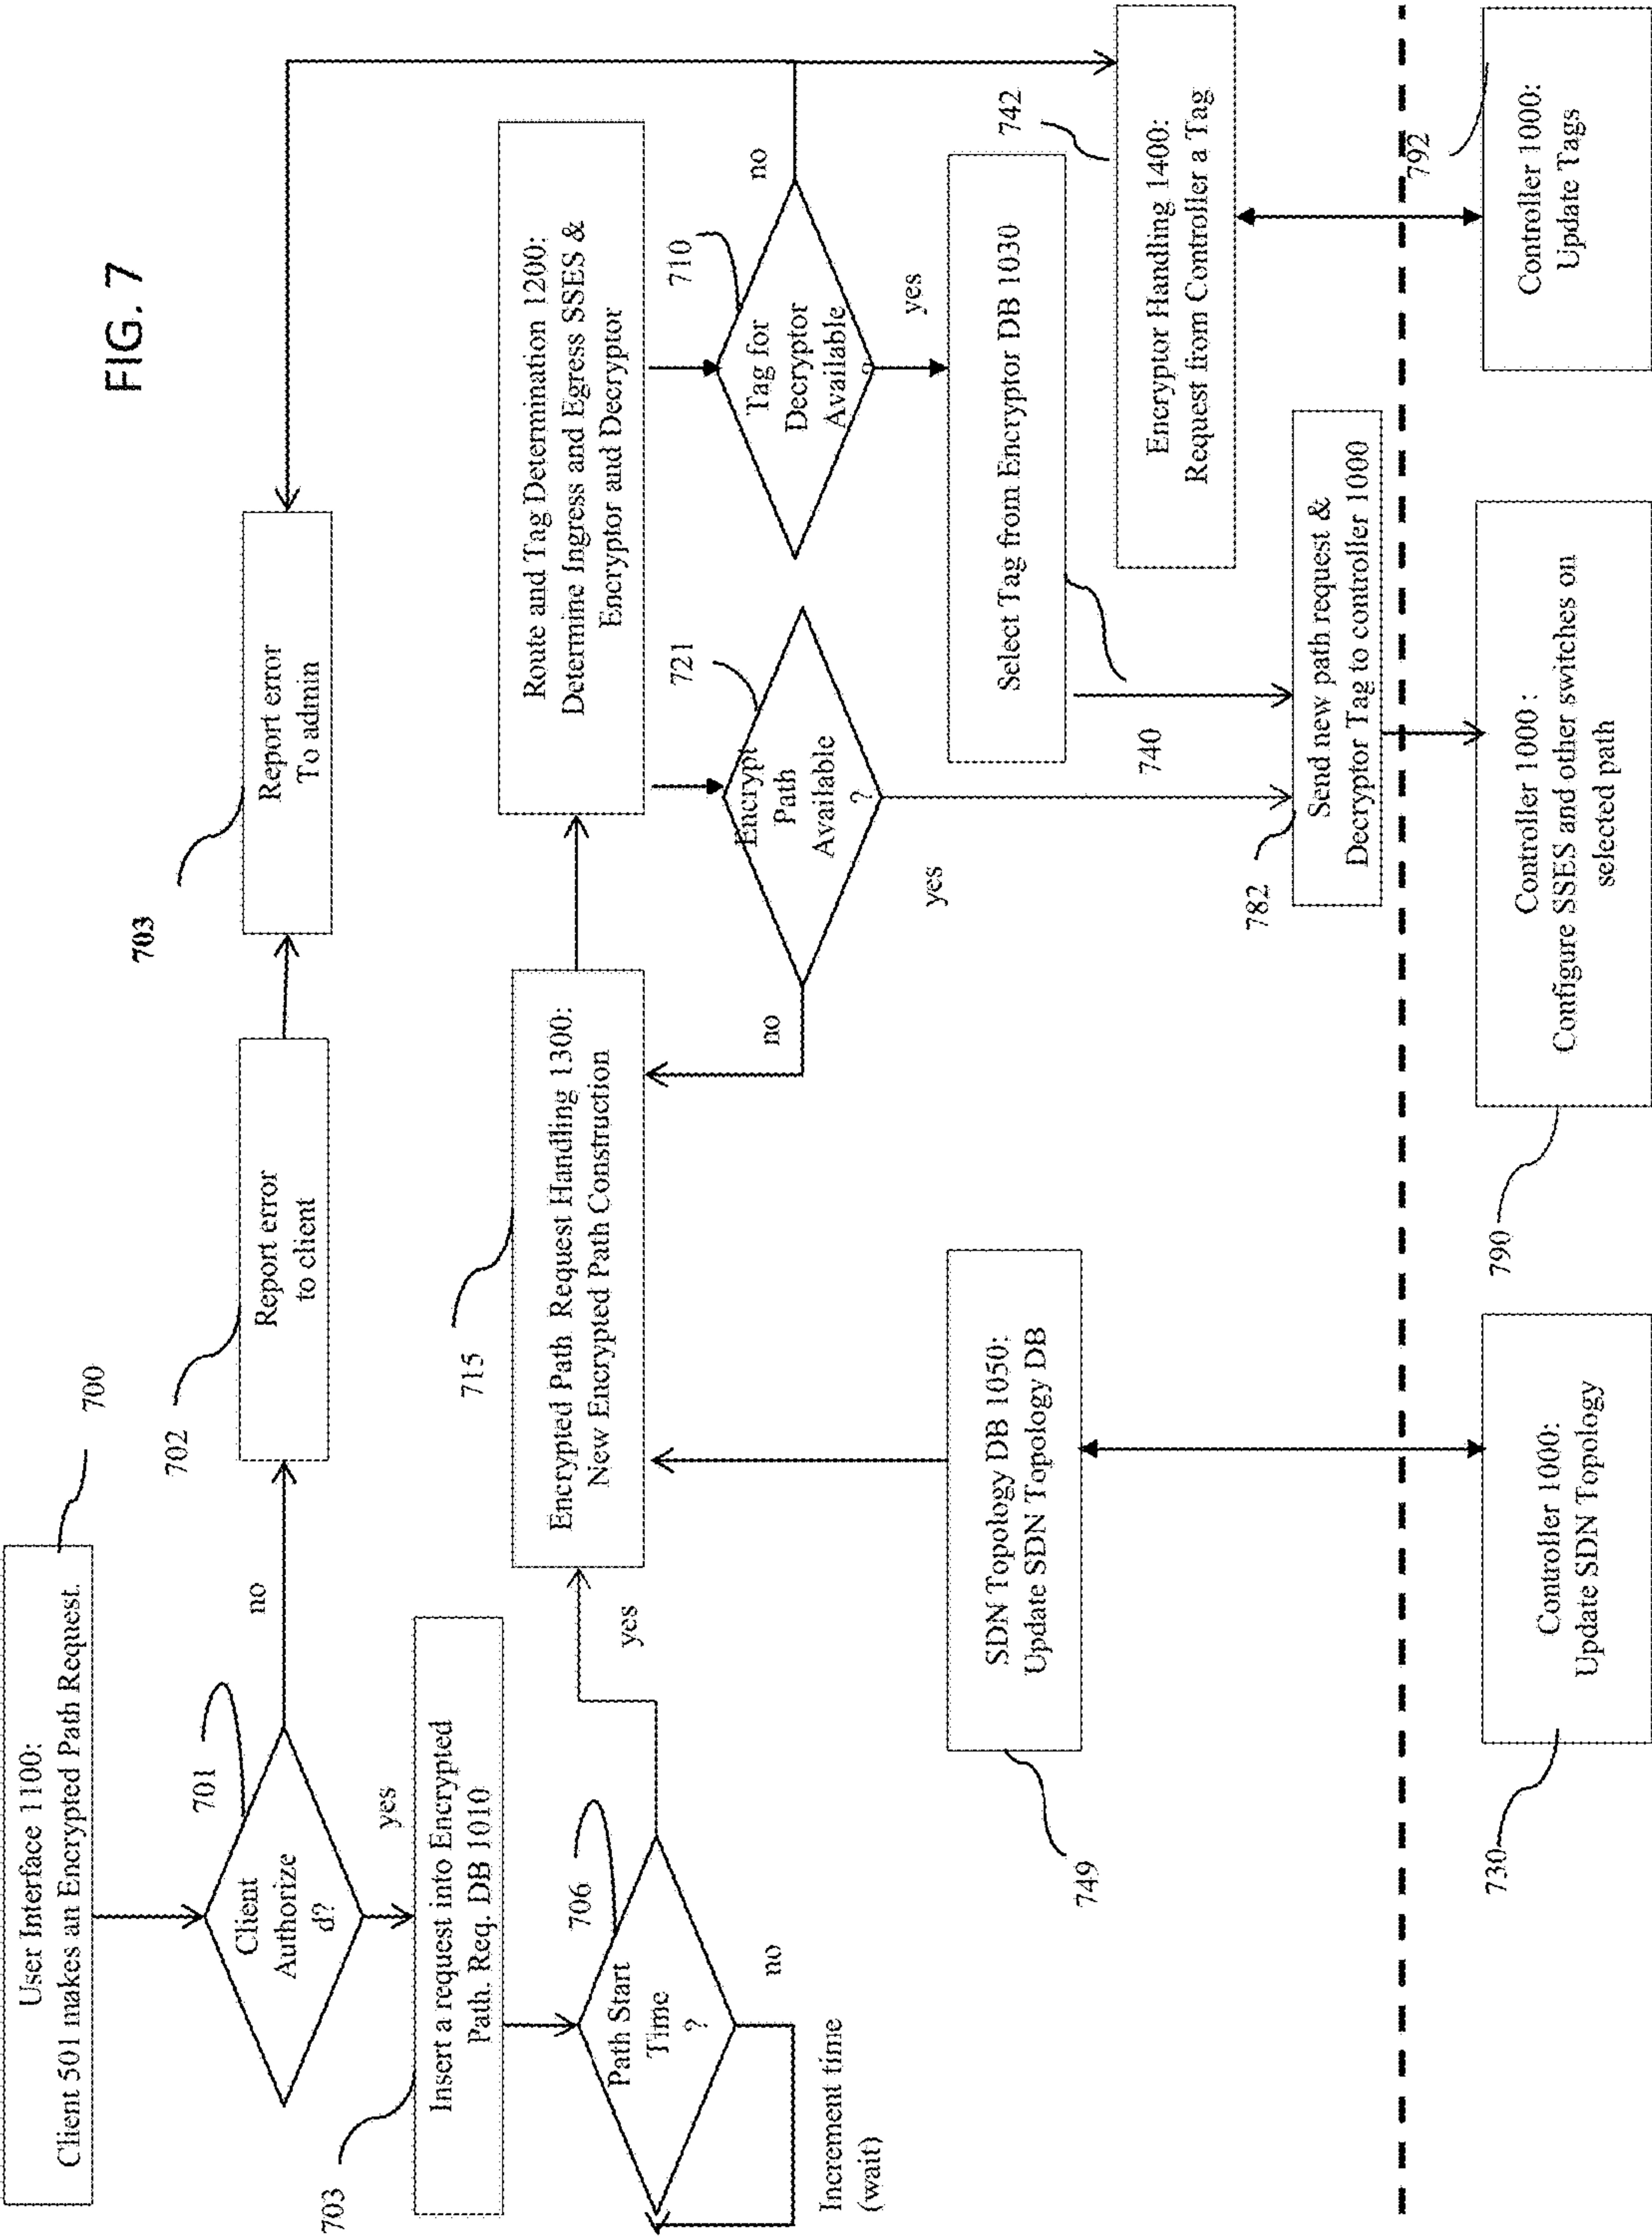 FIG. 7
User Interface 1100:
Client 501 makes an Encrypted Path Request
700
Client
Authorize
d?
701
no
yes
Report error
to client
702
Report error
To admin
703
Insert a request into Encrypted
Path. Req. DB 1010
703
Path Start
Time
?
706
yes
no
Increment time
(wait)
Encrypted Path Request Handling 1300:
New Encrypted Path Construction
715
Route and Tag Determination 1200:
Determine Ingress and Egress SSES &
Encryptor and Decryptor
Encrypt
Path
Available
?
721
no
yes
Tag for
Decryptor
Available
?
710
no
yes
Select Tag from Encryptor DB 1030
740
Encryptor Handling 1400:
Request from Controller a Tag
742
SDN Topology DB 1050:
Update SDN Topology DB
749
Send new path request &
Decryptor Tag to controller 1000
782
Controller 1000:
Update SDN Topology
730
Controller 1000 :
Configure SSES and other switches on
selected path
790
Controller 1000:
Update Tags
792